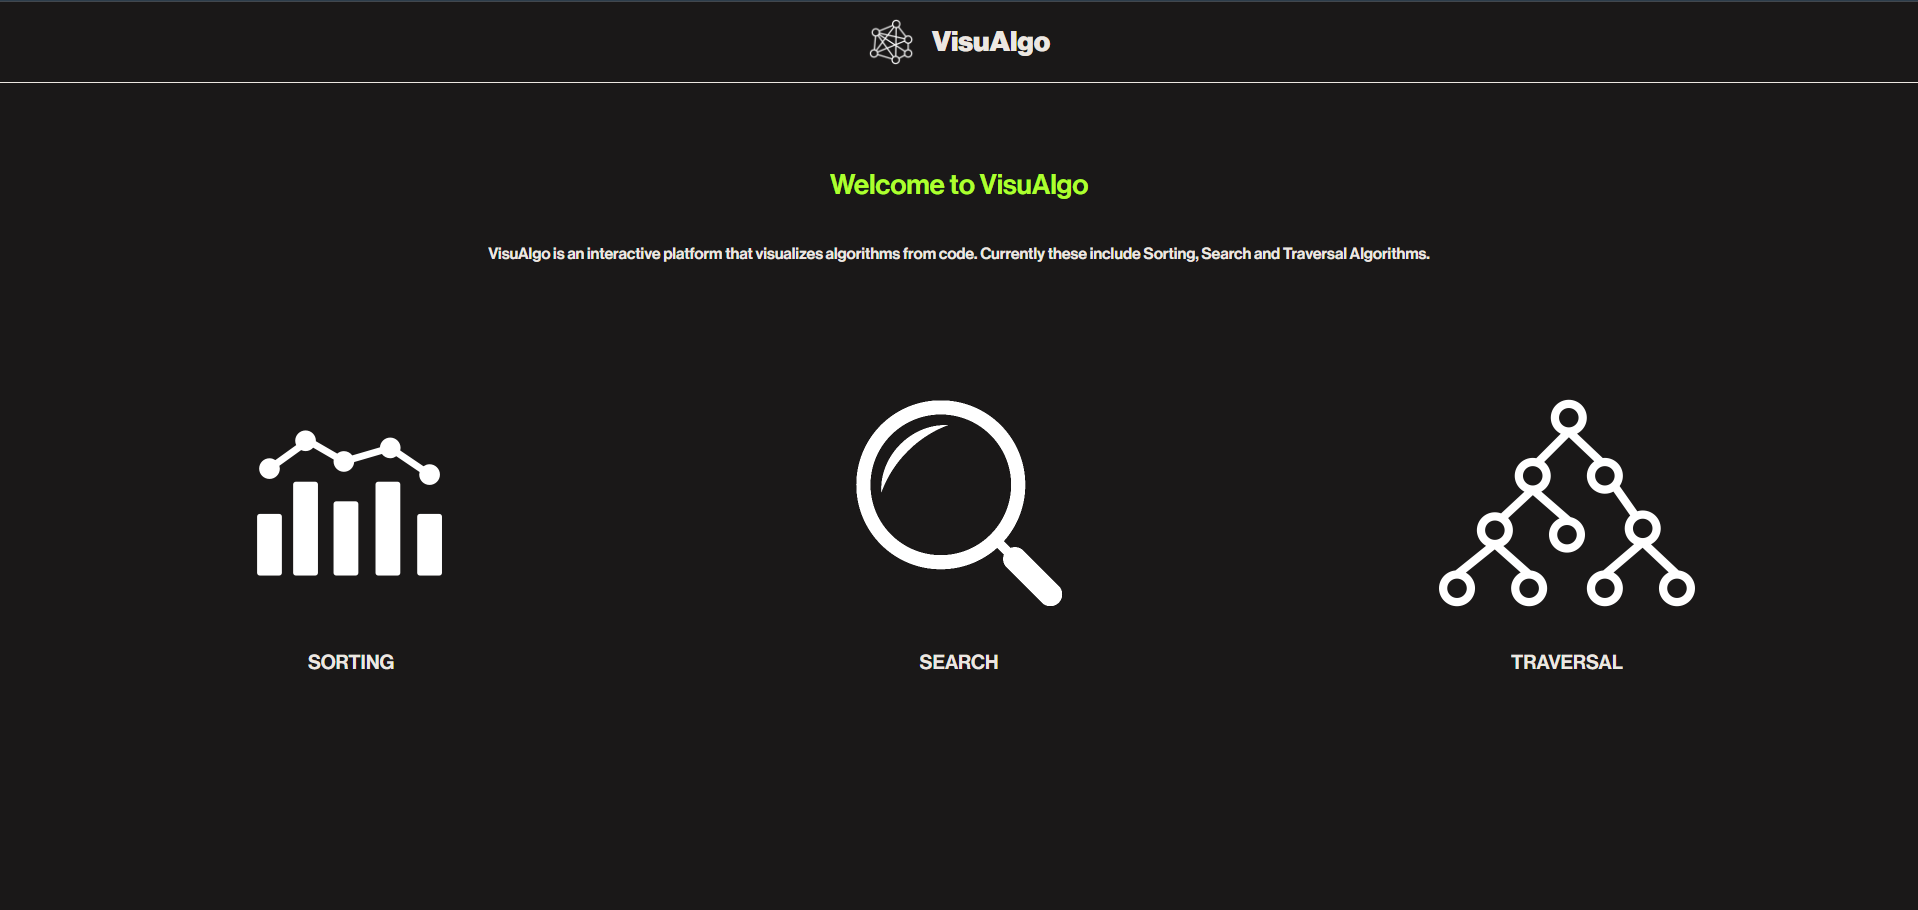 VisuAlgo
Welcome to VisuAlgo
VisuAlgo is an interactive platform that visualizes algorithms from code. Currently these include Sorting, Search and Traversal Algorithms.
SORTING
SEARCH
TRAVERSAL